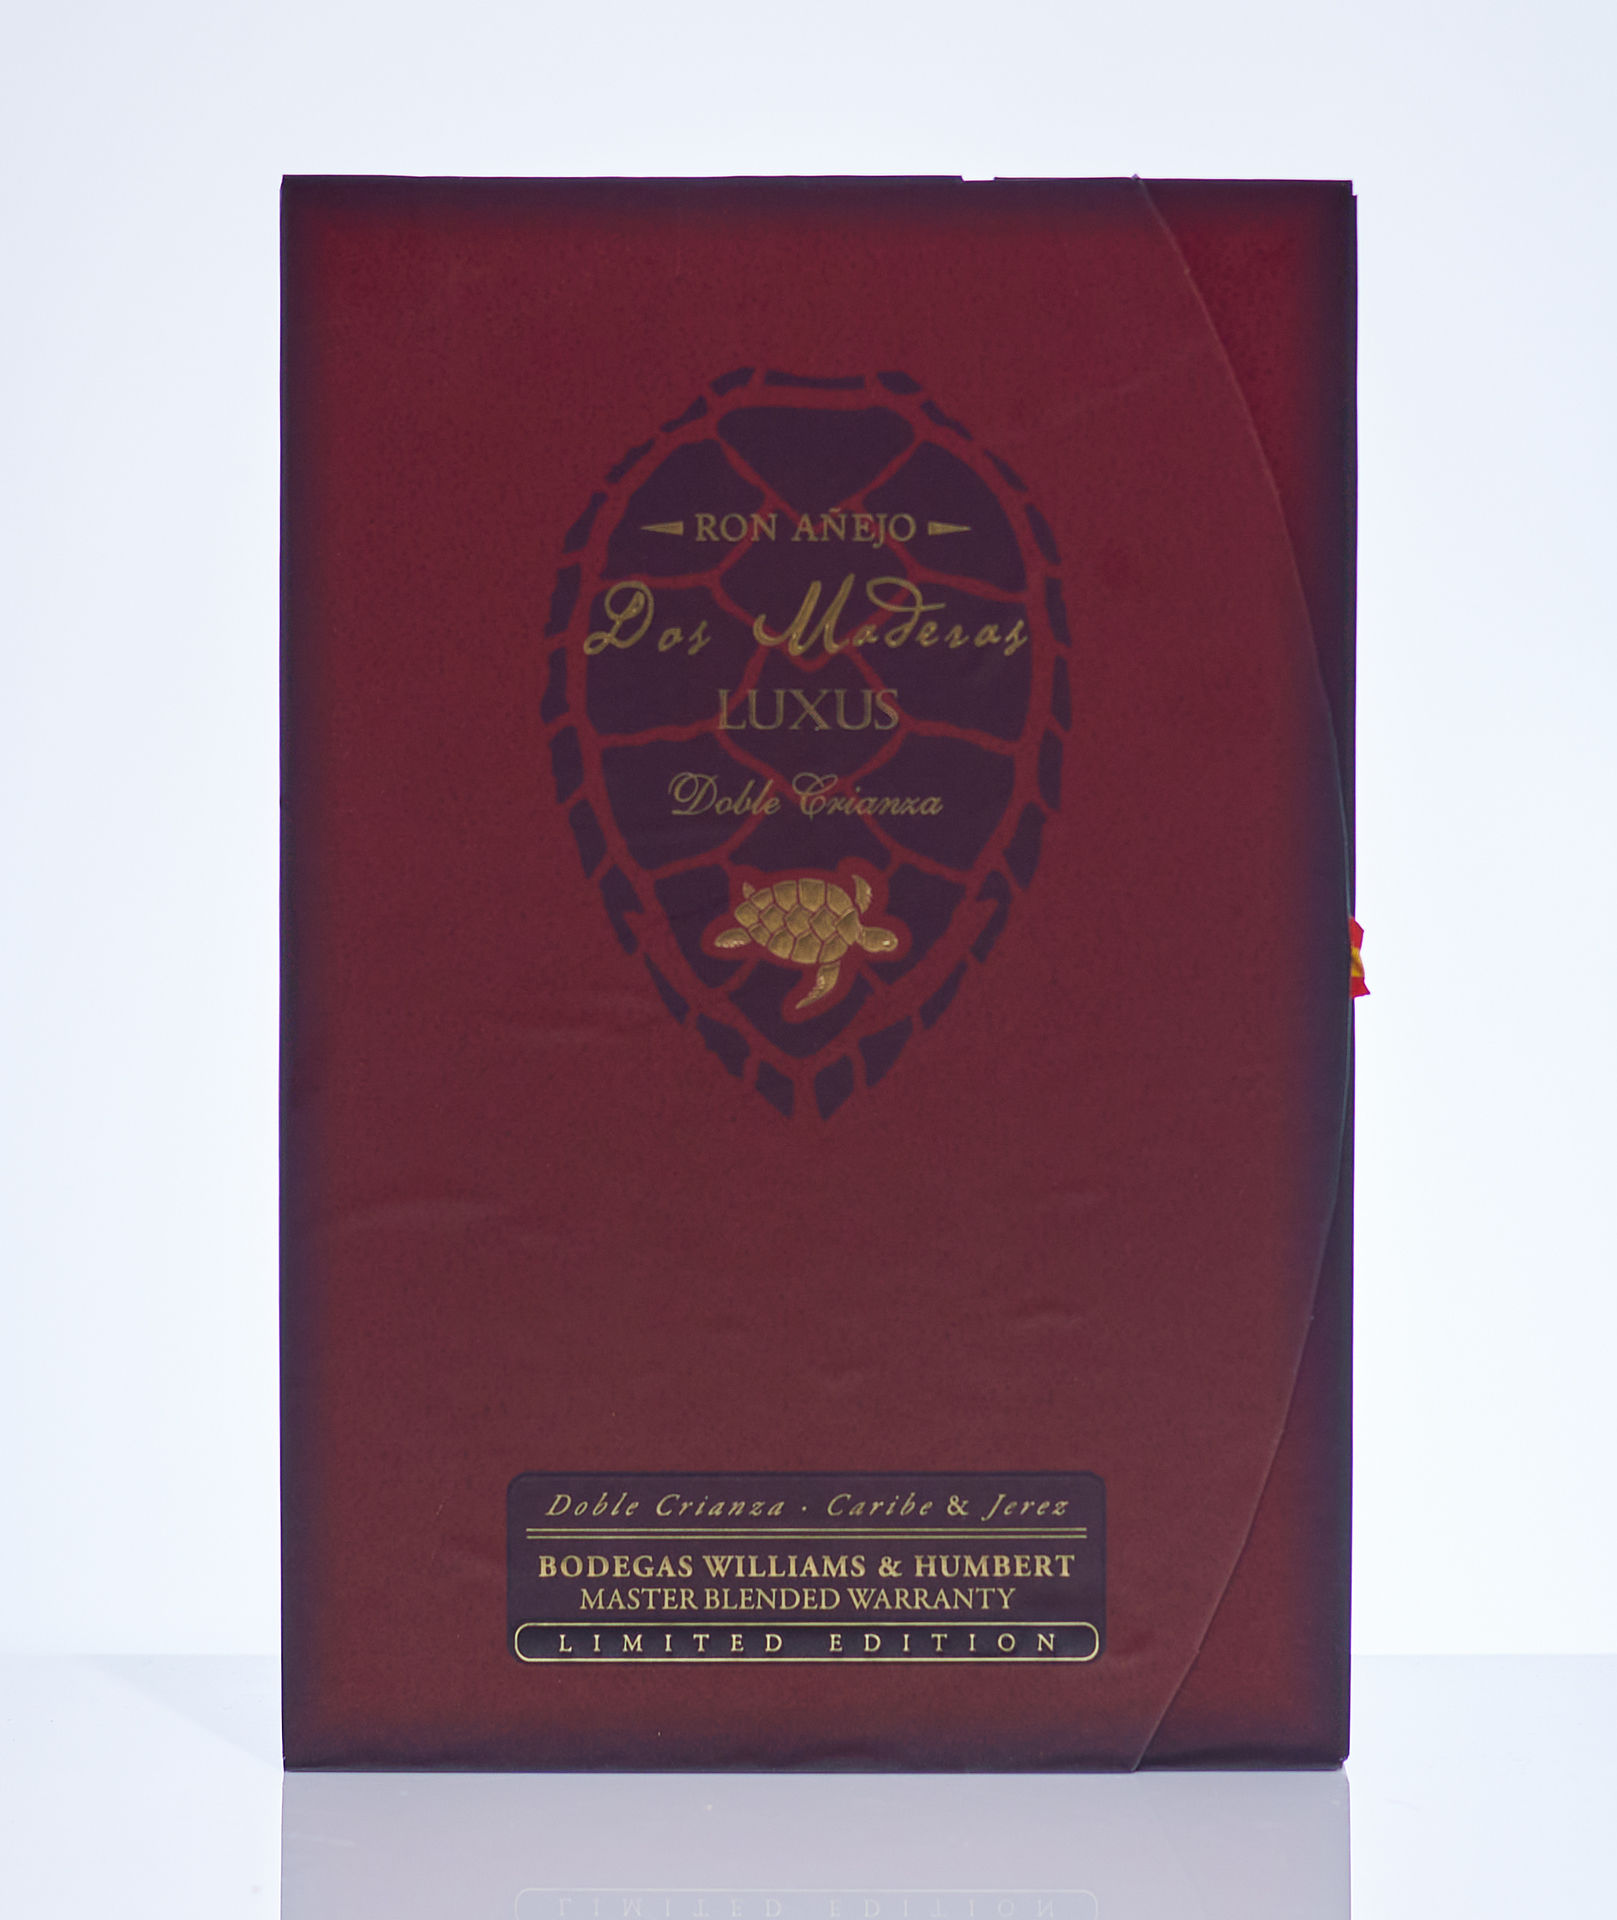 RON AÑEJO
Dos Maderas
LUXUS
Doble Crianza
Doble Crianza · Caribe & Jerez
BODEGAS WILLIAMS & HUMBERT
MASTER BLENDED WARRANTY
LIMITED EDITION